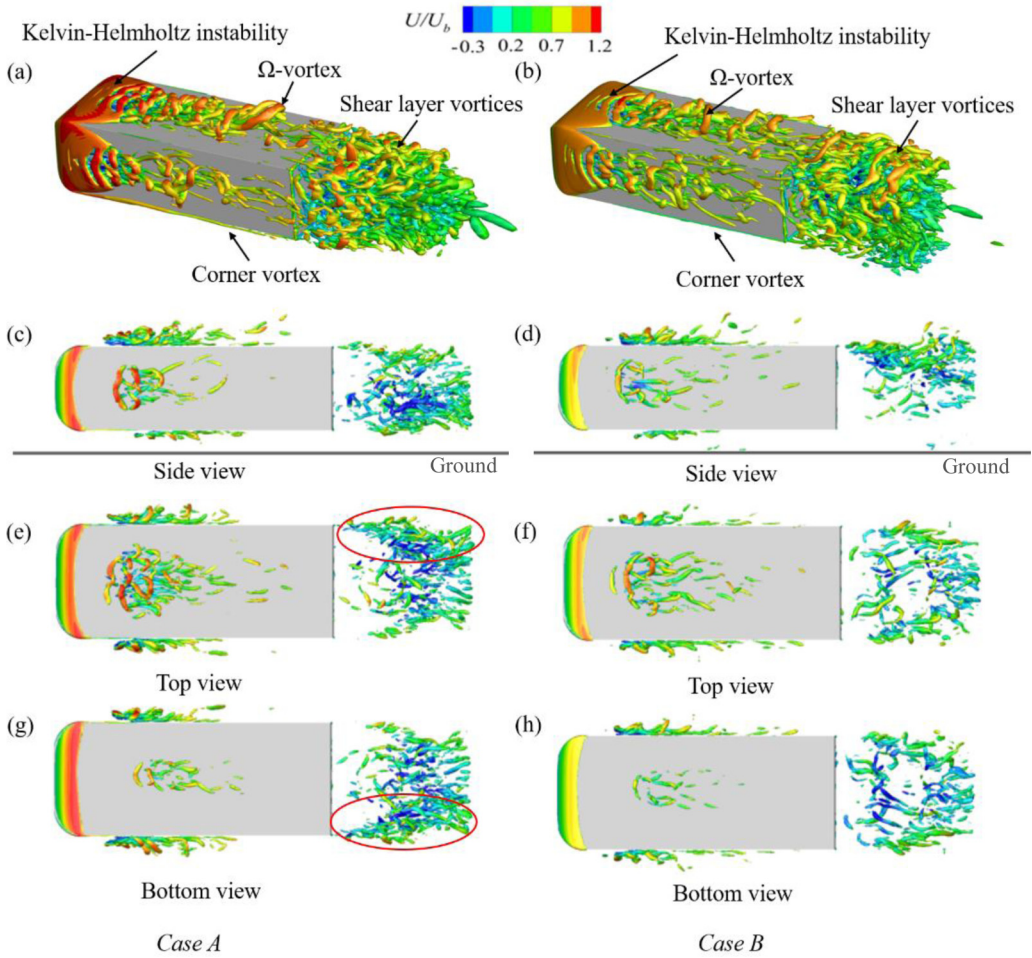 U/U_b
-0.3 0.2 0.7 1.2
Kelvin-Helmholtz instability
(a)
Ω-vortex
Shear layer vortices
Corner vortex
Kelvin-Helmholtz instability
(b)
Ω-vortex
Shear layer vortices
Corner vortex
(c)
Side view
Ground
(d)
Side view
Ground
(e)
Top view
(f)
Top view
(g)
Bottom view
(h)
Bottom view
Case A
Case B